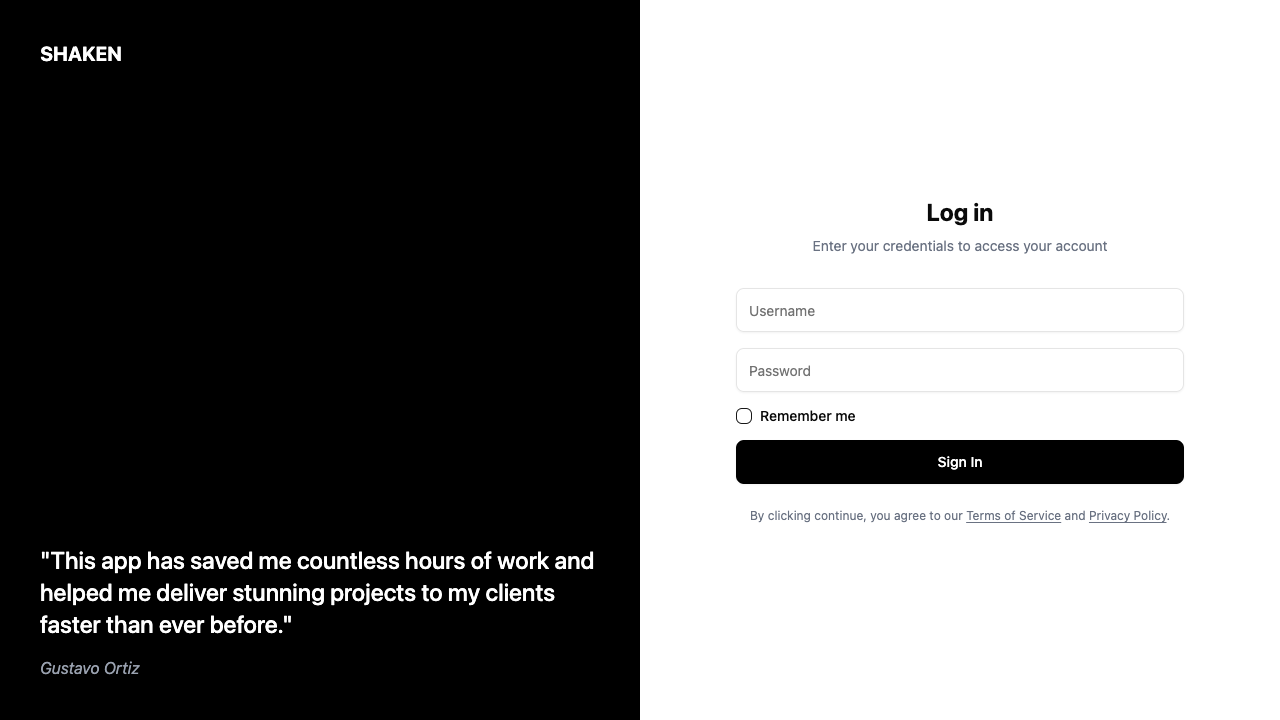 SHAKEN
"This app has saved me countless hours of work and
helped me deliver stunning projects to my clients
faster than ever before."
Gustavo Ortiz
Log in
Enter your credentials to access your account
Username
Password
Remember me
Sign In
By clicking continue, you agree to our Terms of Service and Privacy Policy.